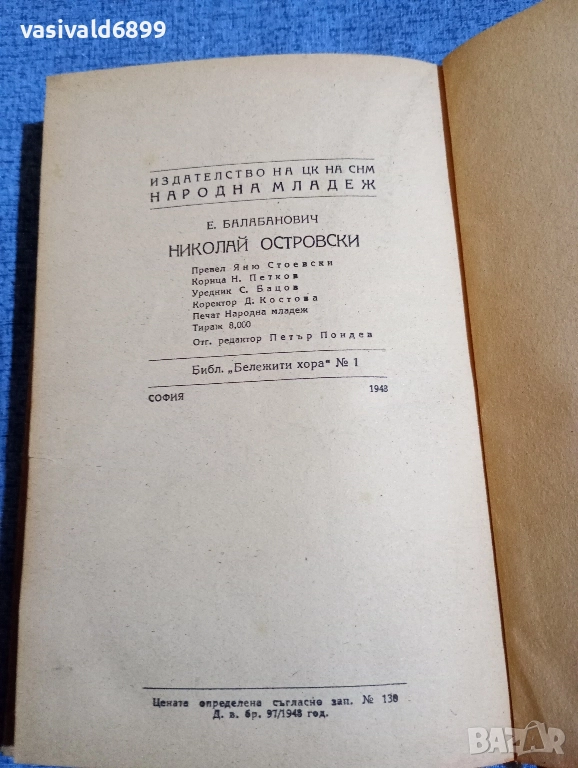 vasivald6899
ИЗДАТЕЛСТВО НА ЦК НА СНМ
НАРОДНА МЛАДЕЖ
Е. БАЛАБАНОВИЧ
НИКОЛАЙ ОСТРОВСКИ
Превел Яню Стоевски
Корица Н. Петков
Уредник С. Бацов
Коректор Д. Костова
Печат Народна младеж
Тираж 8,000
Отг. редактор Петър Пондев
Библ. „Бележити хора" № 1
СОФИЯ 1948
Цената определена съгласно зап. № 138
Д. в. бр. 97/1948 год.
BAZAR